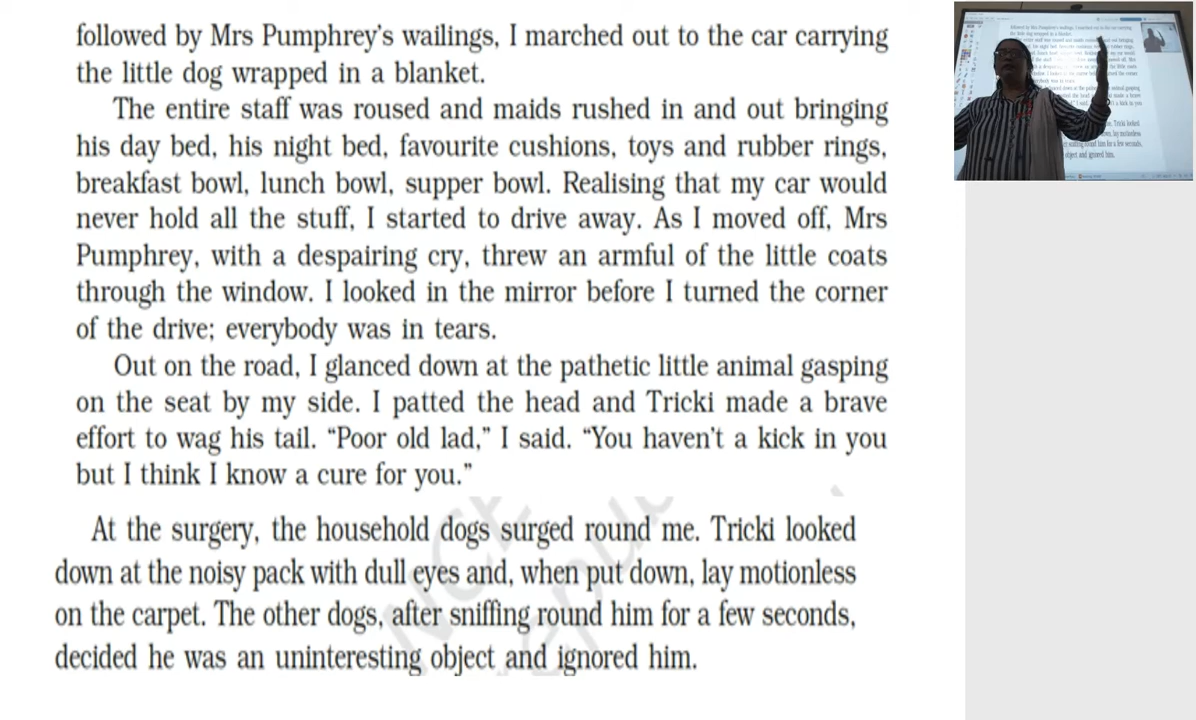 followed by Mrs Pumphrey's wailings, I marched out to the car carrying
the little dog wrapped in a blanket.
The entire staff was roused and maids rushed in and out bringing
his day bed, his night bed, favourite cushions, toys and rubber rings,
breakfast bowl, lunch bowl, supper bowl. Realising that my car would
never hold all the stuff, I started to drive away. As I moved off, Mrs
Pumphrey, with a despairing cry, threw an armful of the little coats
through the window. I looked in the mirror before I turned the corner
of the drive; everybody was in tears.
Out on the road, I glanced down at the pathetic little animal gasping
on the seat by my side. I patted the head and Tricki made a brave
effort to wag his tail. “Poor old lad,” I said. “You haven't a kick in you
but I think I know a cure for you.”
At the surgery, the household dogs surged round me. Tricki looked
down at the noisy pack with dull eyes and, when put down, lay motionless
on the carpet. The other dogs, after sniffing round him for a few seconds,
decided he was an uninteresting object and ignored him.